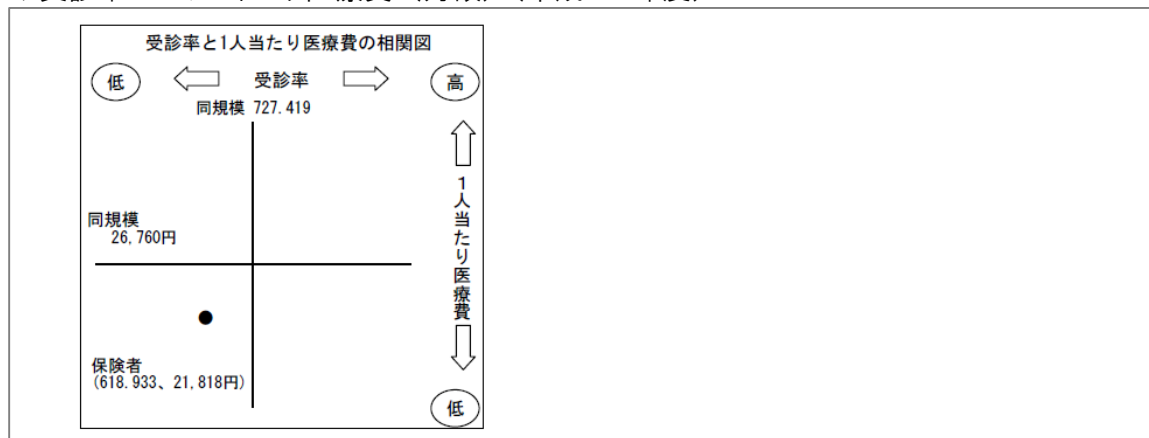 受診率と1人当たり医療費の相関図
低 受診率 高
同規模 727.419
1人当たり医療費
同規模
26,760円
保険者
(618.933、21,818円)
低